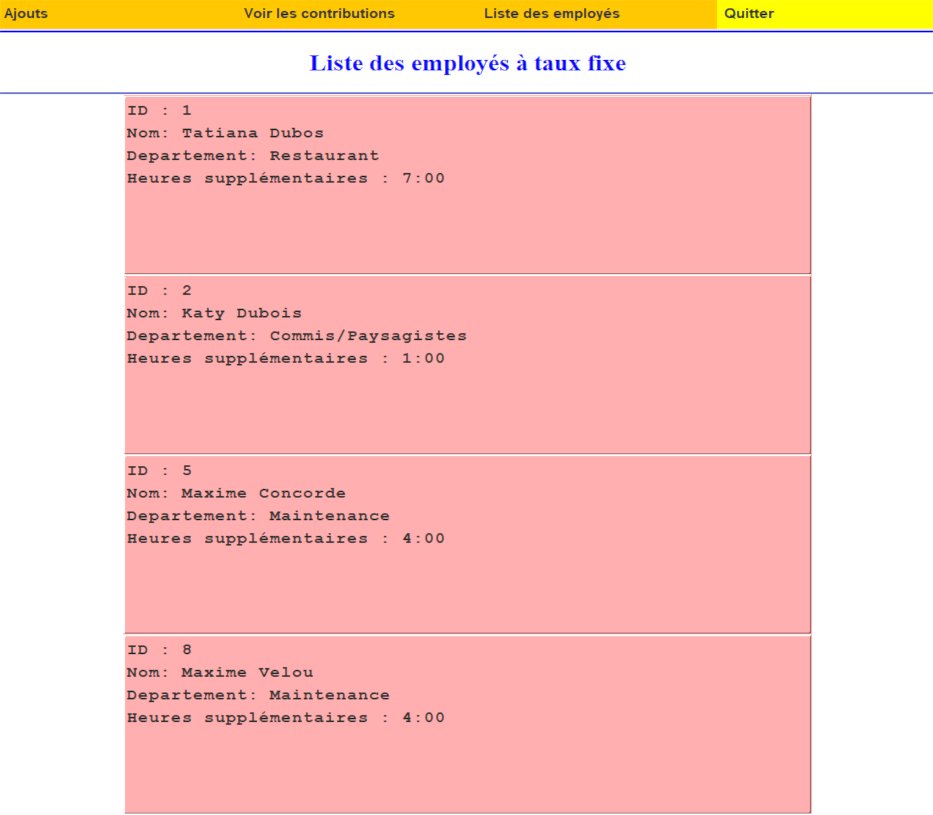 Ajouts Voir les contributions Liste des employés Quitter
Liste des employés à taux fixe
ID : 1
Nom: Tatiana Dubos
Departement: Restaurant
Heures supplémentaires : 7:00
ID : 2
Nom: Katy Dubois
Departement: Commis/Paysagistes
Heures supplémentaires : 1:00
ID : 5
Nom: Maxime Concorde
Departement: Maintenance
Heures supplémentaires : 4:00
ID : 8
Nom: Maxime Velou
Departement: Maintenance
Heures supplémentaires : 4:00